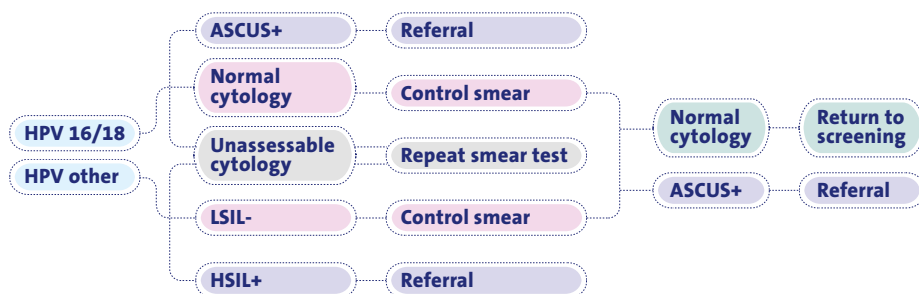 HPV 16/18
HPV other
ASCUS+
Referral
Normal
cytology
Control smear
Unassessable
cytology
Repeat smear test
LSIL-
Control smear
HSIL+
Referral
Normal
cytology
Return to
screening
ASCUS+
Referral